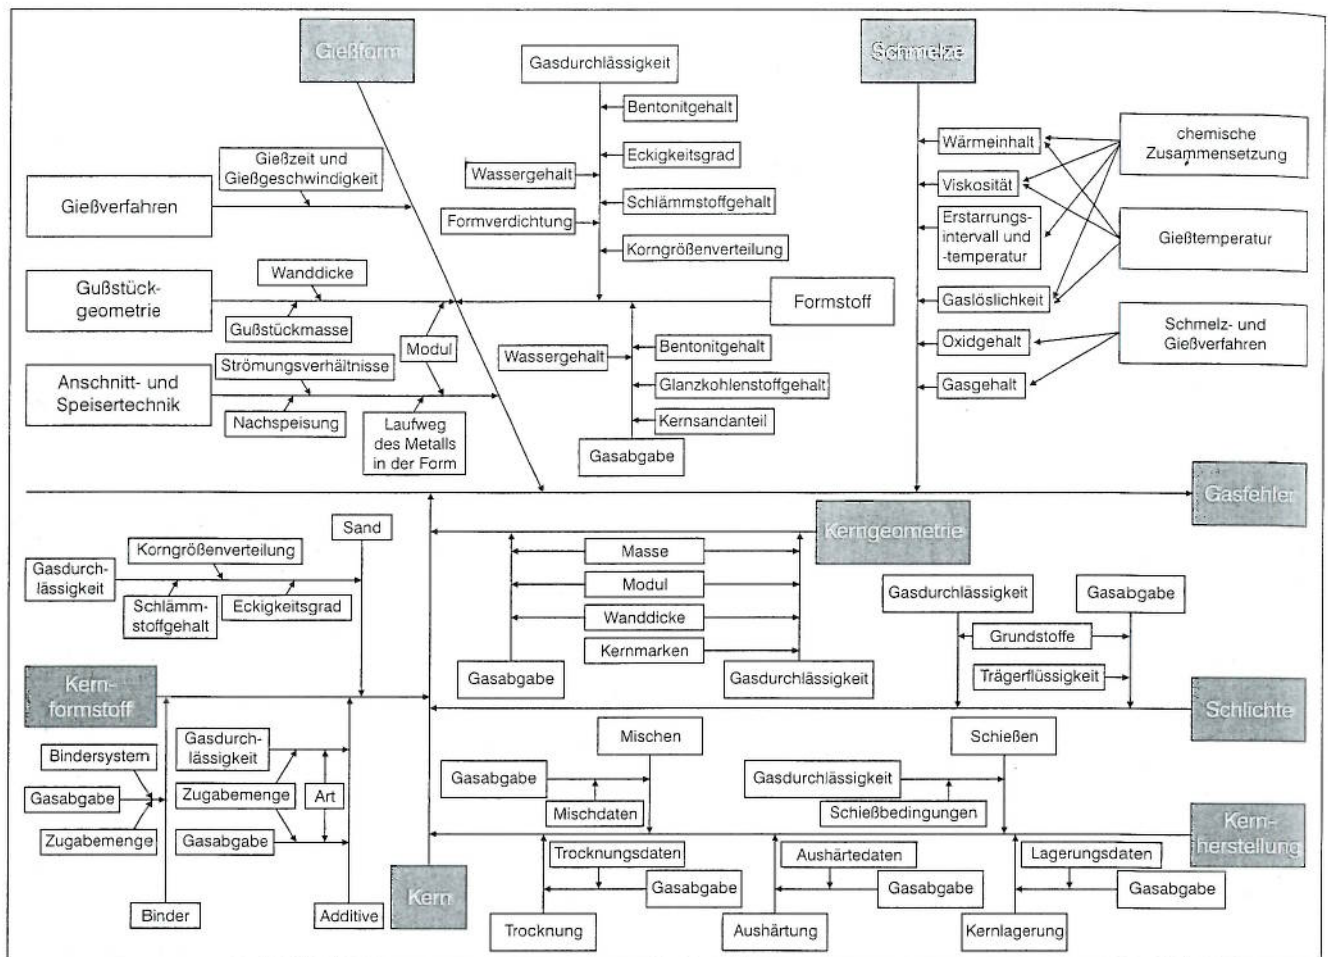 Gießform
Schmelze
Gasdurchlässigkeit
Bentonitgehalt
Eckigkeitsgrad
Wassergehalt
Schlämmstoffgehalt
Formverdichtung
Korngrößenverteilung
Gießzeit und
Gießgeschwindigkeit
Gießverfahren
Wanddicke
Gußstück-
geometrie
Gußstückmasse
Modul
Strömungsverhältnisse
Anschnitt- und
Speisertechnik
Nachspeisung
Laufweg
des Metalls
in der Form
Formstoff
Wassergehalt
Bentonitgehalt
Glanzkohlenstoffgehalt
Kernsandanteil
Gasabgabe
Wärmeinhalt
Viskosität
Erstarrungs-
intervall und
-temperatur
Gaslöslichkeit
Oxidgehalt
Gasgehalt
chemische
Zusammensetzung
Gießtemperatur
Schmelz- und
Gießverfahren
Gasfehler
Sand
Korngrößenverteilung
Gasdurch-
lässigkeit
Schlämm-
stoffgehalt
Eckigkeitsgrad
Kerngeometrie
Masse
Modul
Wanddicke
Kernmarken
Gasabgabe
Gasdurchlässigkeit
Gasdurchlässigkeit
Gasabgabe
Grundstoffe
Trägerflüssigkeit
Schlichte
Kern-
formstoff
Bindersystem
Gasabgabe
Zugabemenge
Gasdurch-
lässigkeit
Zugabemenge
Art
Gasabgabe
Binder
Additive
Kern
Mischen
Gasabgabe
Mischdaten
Schießen
Gasdurchlässigkeit
Schießbedingungen
Kern-
herstellung
Trocknungsdaten
Gasabgabe
Trocknung
Aushärtedaten
Gasabgabe
Aushärtung
Lagerungsdaten
Gasabgabe
Kernlagerung